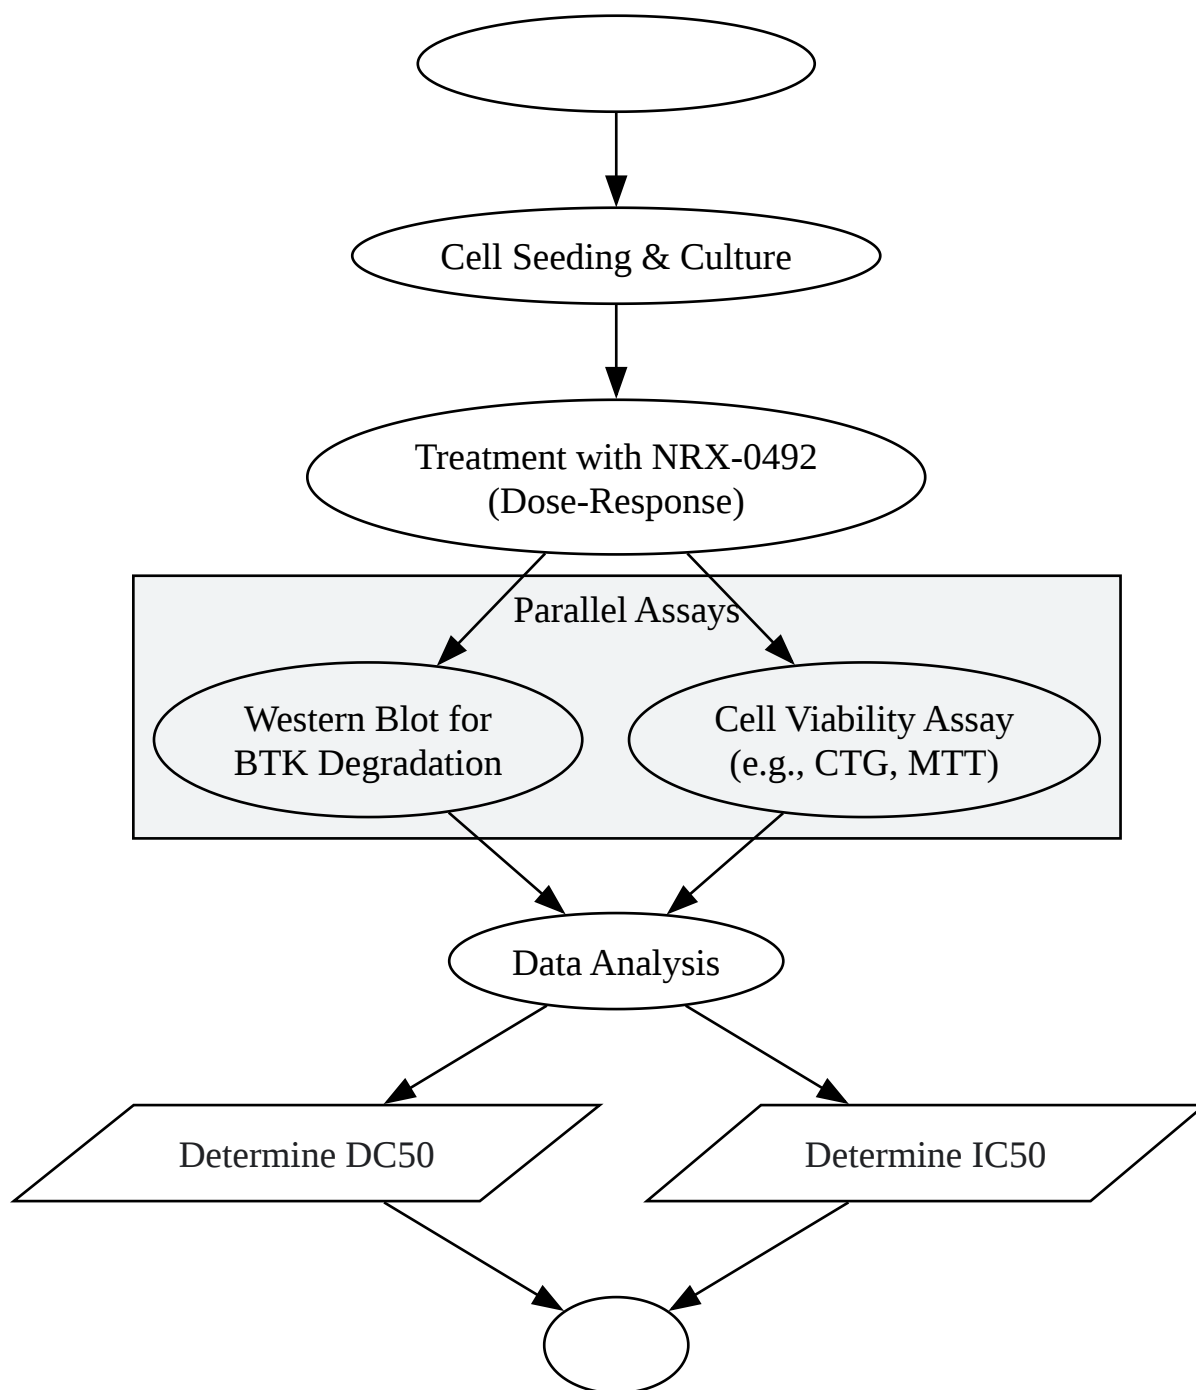 Cell Seeding & Culture
Treatment with NRX-0492
(Dose-Response)
Parallel Assays
Western Blot for
BTK Degradation
Cell Viability Assay
(e.g., CTG, MTT)
Data Analysis
Determine DC50
Determine IC50